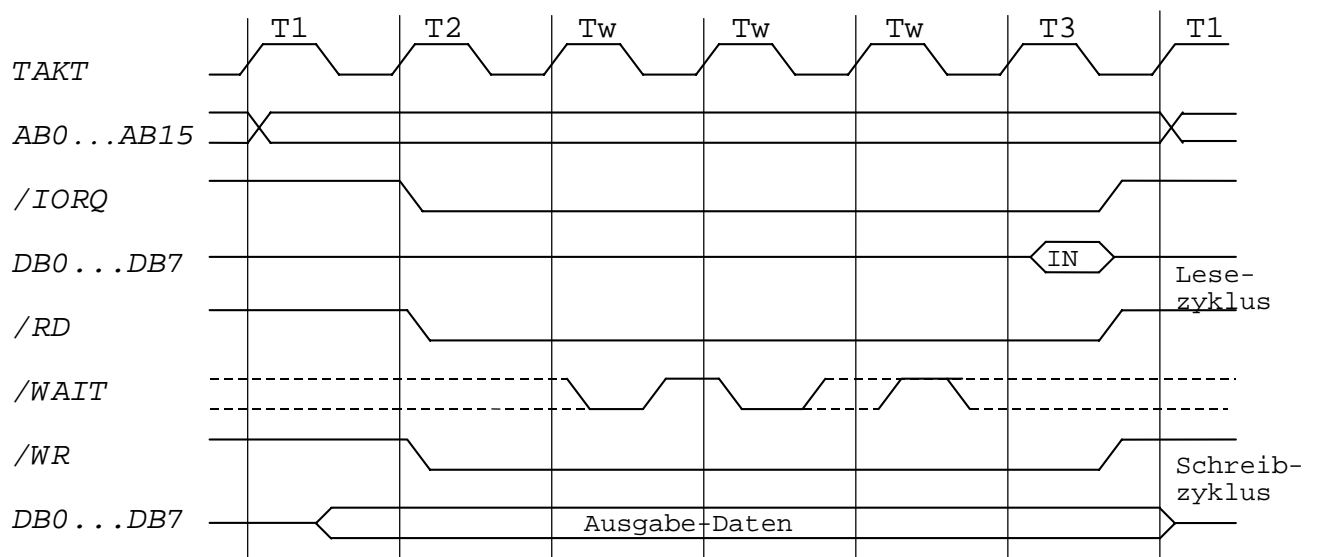 T1 T2 Tw Tw Tw T3 T1
TAKT
AB0...AB15
/IORQ
DB0...DB7 IN
Lese-
zyklus
/RD
/WAIT
/WR
Schreib-
zyklus
DB0...DB7 Ausgabe-Daten